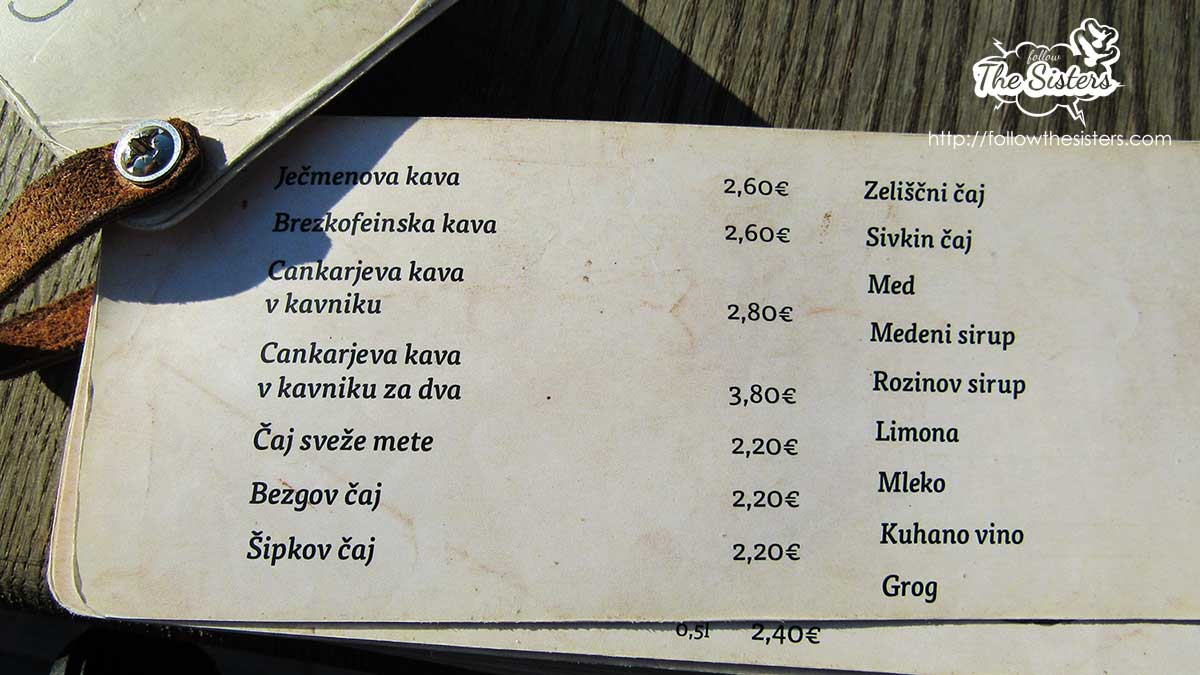 follow
The Sisters
http://followthesisters.com
Ječmenova kava 2,60€
Brezkofeinska kava 2,60€
Cankarjeva kava
v kavniku 2,80€
Cankarjeva kava
v kavniku za dva 3,80€
Čaj sveže mete 2,20€
Bezgov čaj 2,20€
Šipkov čaj 2,20€
Zeliščni čaj
Sivkin čaj
Med
Medeni sirup
Rozinov sirup
Limona
Mleko
Kuhano vino
Grog
0,5l 2,40€